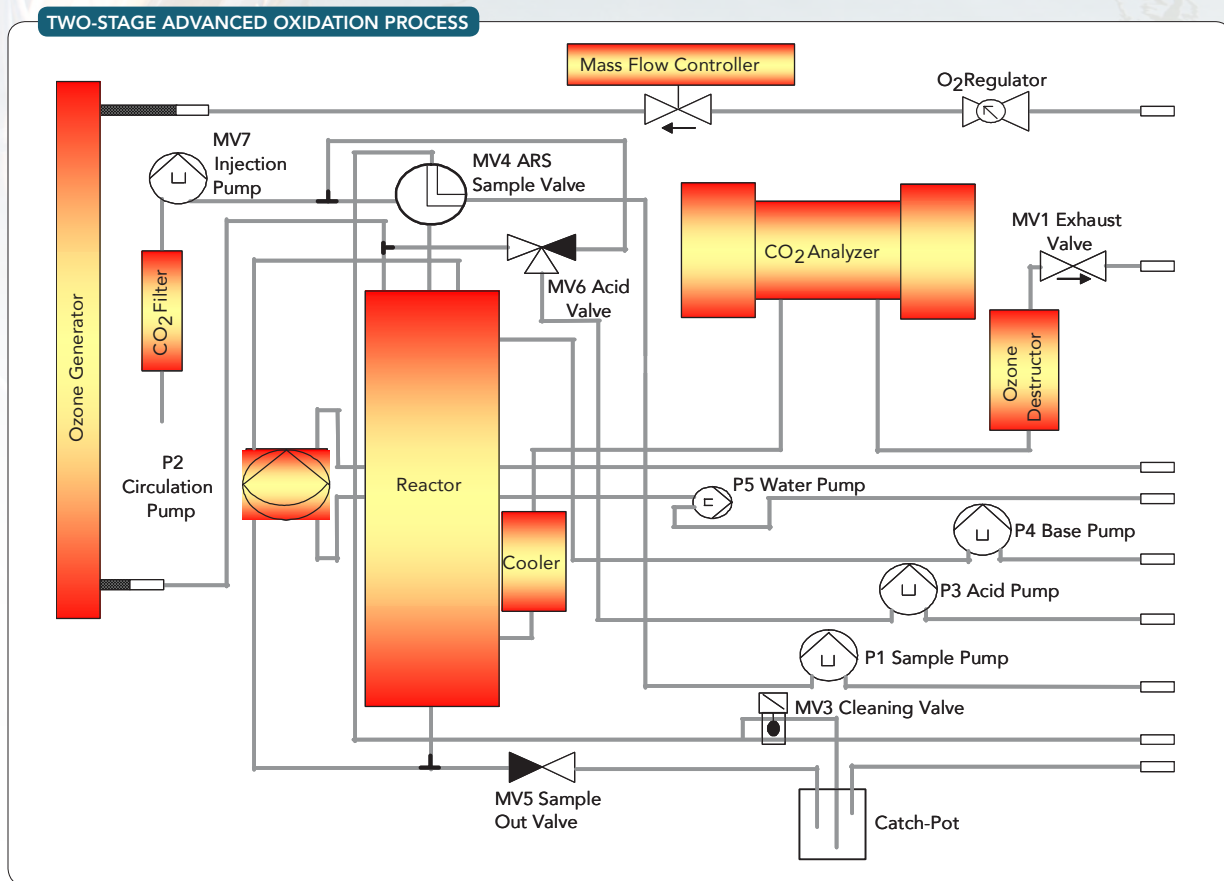 TWO-STAGE ADVANCED OXIDATION PROCESS
Mass Flow Controller
O2Regulator
MV7
Injection
Pump
MV4 ARS
Sample Valve
MV1 Exhaust
Valve
CO2Analyzer
MV6 Acid
Valve
CO2 Filter
Ozone Generator
Ozone
Destructor
P2
Circulation
Pump
Reactor
P5 Water Pump
P4 Base Pump
Cooler
P3 Acid Pump
P1 Sample Pump
MV3 Cleaning Valve
MV5 Sample
Out Valve
Catch-Pot